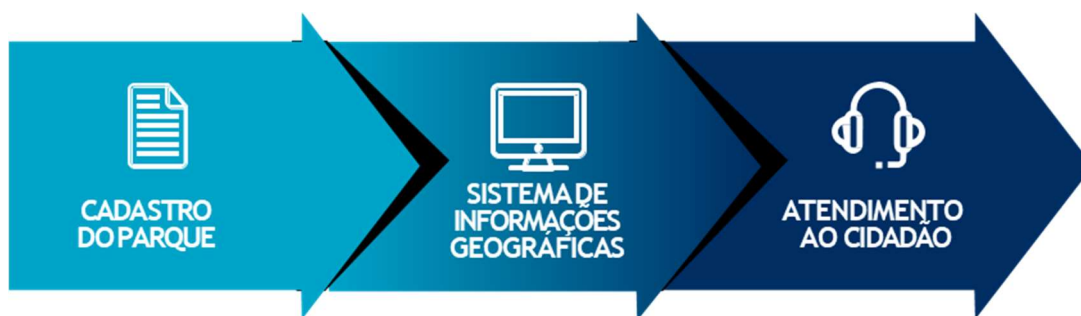 CADASTRO
DO PARQUE
SISTEMA DE
INFORMAÇÕES
GEOGRÁFICAS
ATENDIMENTO
AO CIDADÃO